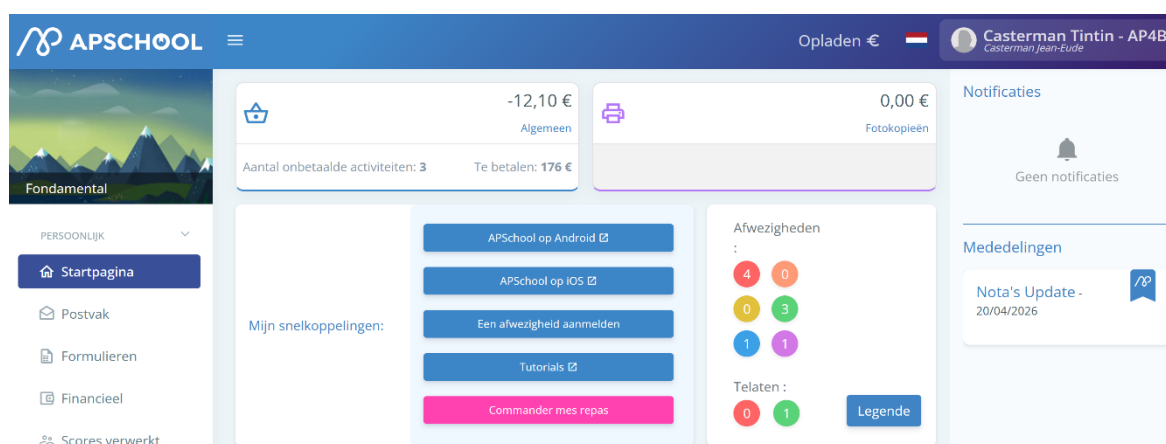 APSCHOOL
Opladen €
Casterman Tintin - AP4B
Casterman Jean-Eude
Fondamental
PERSOONLIJK
Startpagina
Postvak
Formulieren
Financieel
Scores verwerkt
-12,10 €
Algemeen
Aantal onbetaalde activiteiten: 3 Te betalen: 176 €
0,00 €
Fotokopieën
Mijn snelkoppelingen:
APSchool op Android
APSchool op iOS
Een afwezigheid aanmelden
Tutorials
Commander mes repas
Afwezigheden
:
4 0
0 3
1 1
Telaten :
0 1
Legende
Notificaties
Geen notificaties
Mededelingen
Nota's Update -
20/04/2026